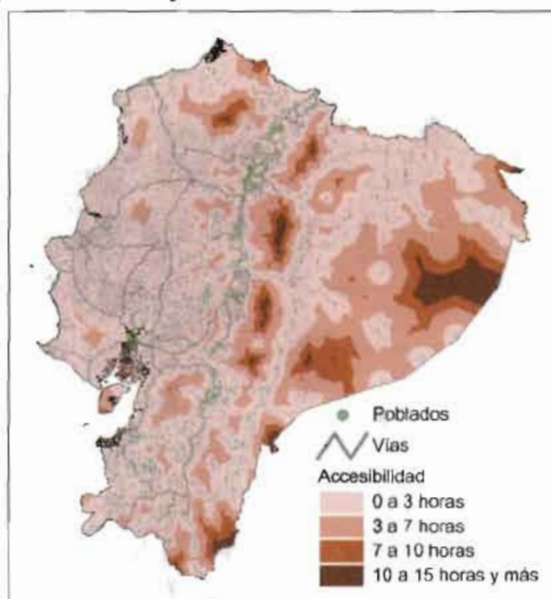 Poblados
Vías
Accesibilidad
0 a 3 horas
3 a 7 horas
7 a 10 horas
10 a 15 horas y más